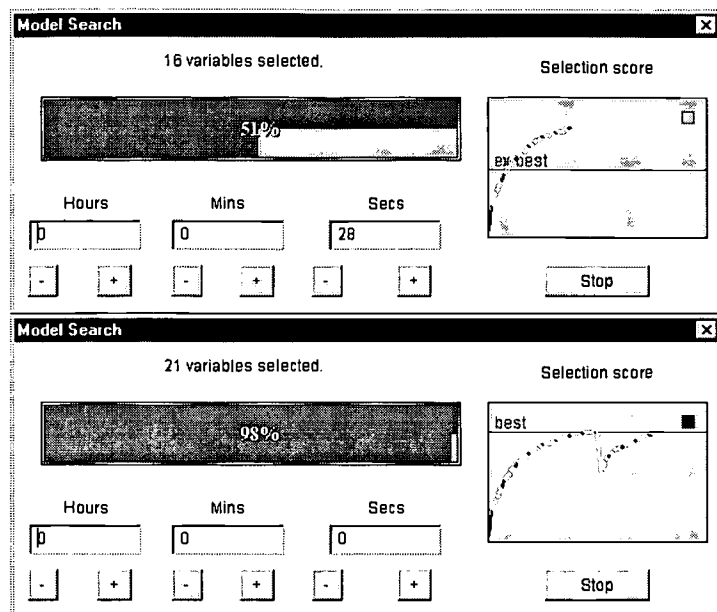 Model Search
16 variables selected.
Selection score
51%
ex best
Hours Mins Secs
0 0 28
- + - + - + Stop
Model Search
21 variables selected.
Selection score
98%
best
Hours Mins Secs
0 0 0
- + - + - + Stop